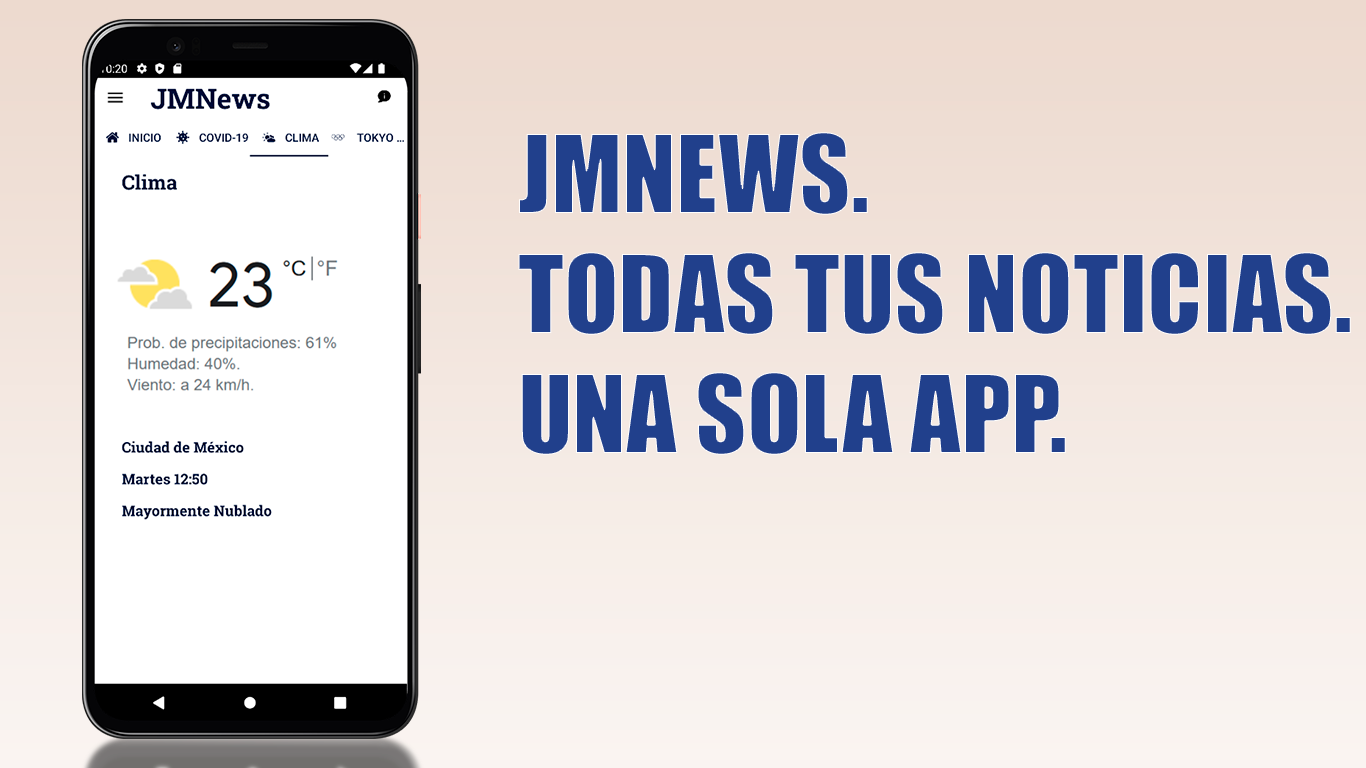 JMNews
INICIO COVID-19 CLIMA TOKYO ...
Clima
23 °C|°F
Prob. de precipitaciones: 61%
Humedad: 40%.
Viento: a 24 km/h.
Ciudad de México
Martes 12:50
Mayormente Nublado
JMNEWS.
TODAS TUS NOTICIAS.
UNA SOLA APP.